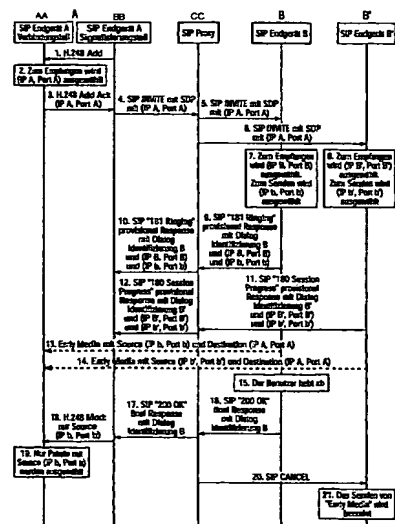 AA
A
BB
CC
B
B'
SIP Endgerät A
Verbindungsteil
SIP Endgerät A
Signalisierungsteil
SIP Proxy
SIP Endgerät B
SIP Endgerät B'
1. H.248 Add
2. Zum Empfangen wird
(IP A, Port A)
ausgewählt
3. H.248 Add Ack
(IP A, Port A)
4. SIP INVITE mit SDP
mit (IP A, Port A)
5. SIP INVITE mit SDP
mit (IP A, Port A)
6. SIP INVITE mit SDP
mit (IP A, Port A)
7. Zum Empfangen
wird (IP B, Port B)
ausgewählt.
Zum Senden wird
(IP b, Port b)
ausgewählt
8. Zum Empfangen
wird (IP B', Port B')
ausgewählt.
Zum Senden wird
(IP b', Port b')
ausgewählt
9. SIP "181 Ringing"
provisional Response
mit Dialog
Identifizierung B
und (IP B, Port B)
und (IP b, Port b)
10. SIP "181 Ringing"
provisional Response
mit Dialog
Identifizierung B
und (IP B, Port B)
und (IP b, Port b)
11. SIP "180 Session
Progress" provisional
Response mit Dialog
Identifizierung B'
und (IP B', Port B')
und (IP b', Port b')
12. SIP "180 Session
Progress" provisional
Response mit Dialog
Identifizierung B'
und (IP B', Port B')
und (IP b', Port b')
13. Early Media mit Source (IP b, Port b) und Destination (IP A, Port A)
14. Early Media mit Source (IP b', Port b') und Destination (IP A, Port A)
15. Der Benutzer hebt ab
16. SIP "200 OK"
final Response
mit Dialog
Identifizierung B
17. SIP "200 OK"
final Response
mit Dialog
Identifizierung B
18. H.248 Mod:
mit Source
(IP b, Port b)
19. Nur Pakete mit
Source (IP b, Port b)
werden ausgewählt
20. SIP CANCEL
21. Das Senden von
"Early Media" wird
beendet